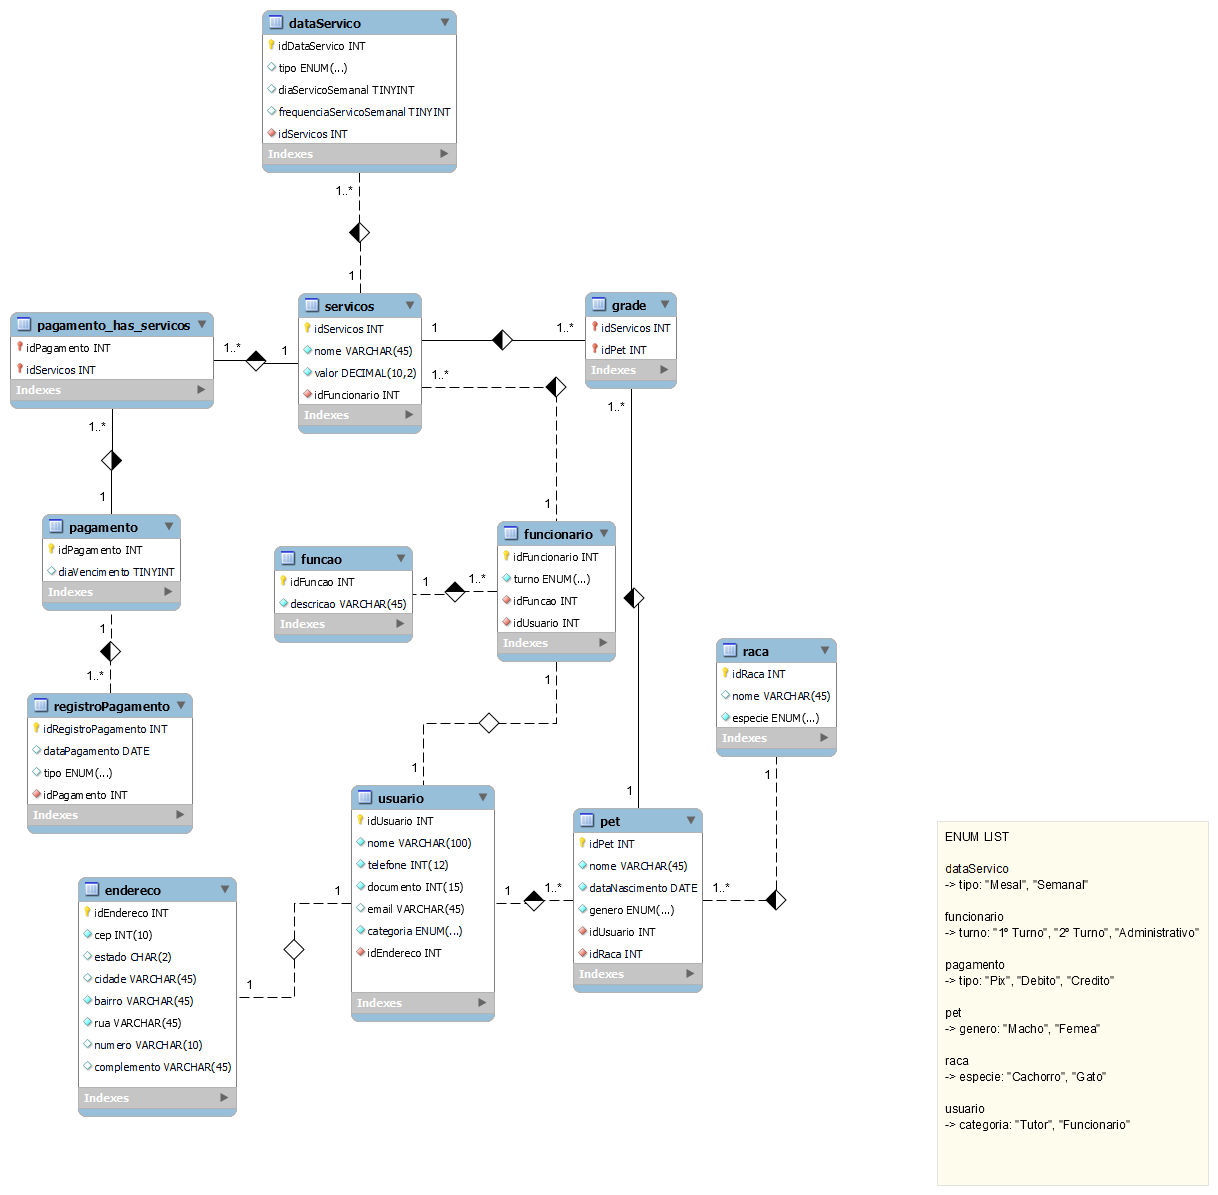 dataServico
idDataServico INT
tipo ENUM(...)
diaServicoSemanal TINYINT
frequenciaServicoSemanal TINYINT
idServicos INT
Indexes
1..*
1
servicos
idServicos INT
nome VARCHAR(45)
valor DECIMAL(10,2)
idFuncionario INT
Indexes
1
1..*
grade
idServicos INT
idPet INT
Indexes
1..*
1
pagamento_has_servicos
idPagamento INT
idServicos INT
Indexes
1..*
1
1..*
1
pagamento
idPagamento INT
diaVencimento TINYINT
Indexes
1
1..*
registroPagamento
idRegistroPagamento INT
dataPagamento DATE
tipo ENUM(...)
idPagamento INT
Indexes
1..*
1
funcionario
idFuncionario INT
turno ENUM(...)
idFuncao INT
idUsuario INT
Indexes
funcao
idFuncao INT
descricao VARCHAR(45)
Indexes
1
1..*
1
1
usuario
idUsuario INT
nome VARCHAR(100)
telefone INT(12)
documento INT(15)
email VARCHAR(45)
categoria ENUM(...)
idEndereco INT
Indexes
1
1
endereco
idEndereco INT
cep INT(10)
estado CHAR(2)
cidade VARCHAR(45)
bairro VARCHAR(45)
rua VARCHAR(45)
numero VARCHAR(10)
complemento VARCHAR(45)
Indexes
1
1..*
pet
idPet INT
nome VARCHAR(45)
dataNascimento DATE
genero ENUM(...)
idUsuario INT
idRaca INT
Indexes
1..*
1
raca
idRaca INT
nome VARCHAR(45)
especie ENUM(...)
Indexes
ENUM LIST
dataServico
-> tipo: "Mesal", "Semanal"
funcionario
-> turno: "1º Turno", "2º Turno", "Administrativo"
pagamento
-> tipo: "Pix", "Debito", "Credito"
pet
-> genero: "Macho", "Femea"
raca
-> especie: "Cachorro", "Gato"
usuario
-> categoria: "Tutor", "Funcionario"